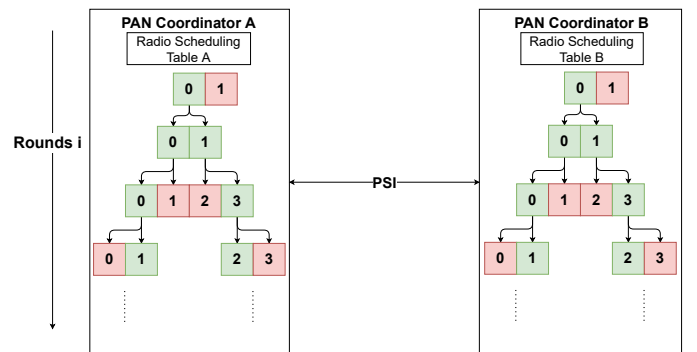 PAN Coordinator A
Radio Scheduling
Table A
0 1
0 1
0 1 2 3
0 1 2 3
Rounds i
PSI
PAN Coordinator B
Radio Scheduling
Table B
0 1
0 1
0 1 2 3
0 1 2 3